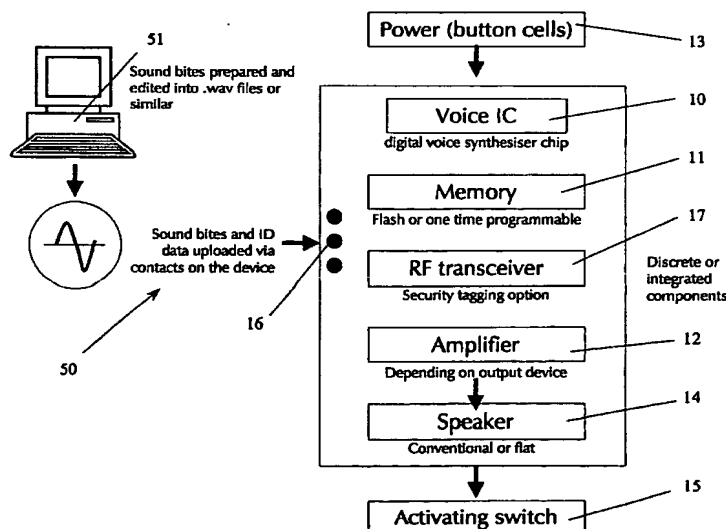 51
Sound bites prepared and
edited into .wav files or
similar
Sound bites and ID
data uploaded via
contacts on the device
16
50
Power (button cells)
13
Voice IC
digital voice synthesiser chip
10
Memory
Flash or one time programmable
11
RF transceiver
Security tagging option
17
Discrete or
integrated
components
Amplifier
Depending on output device
12
Speaker
Conventional or flat
14
Activating switch
15